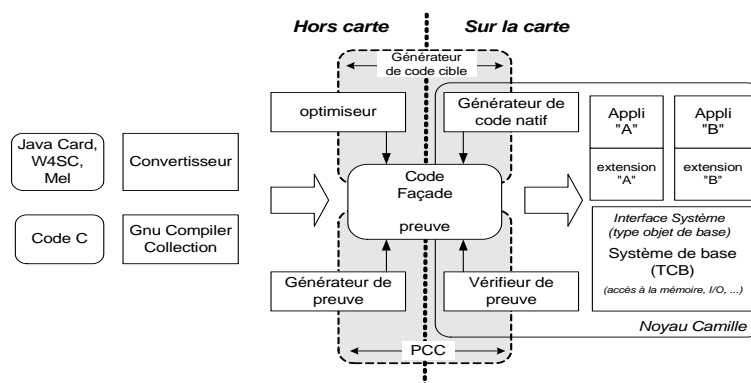 Hors carte
Sur la carte
Générateur
de code cible
optimiseur
Générateur de
code natif
Appli
"A"
Appli
"B"
Java Card,
W4SC,
Mel
Convertisseur
Code
Façade
preuve
extension
"A"
extension
"B"
Code C
Gnu Compiler
Collection
Interface Système
(type objet de base)
Système de base
(TCB)
(accès à la mémoire, I/O, ...)
Générateur de
preuve
Vérifieur de
preuve
Noyau Camille
PCC